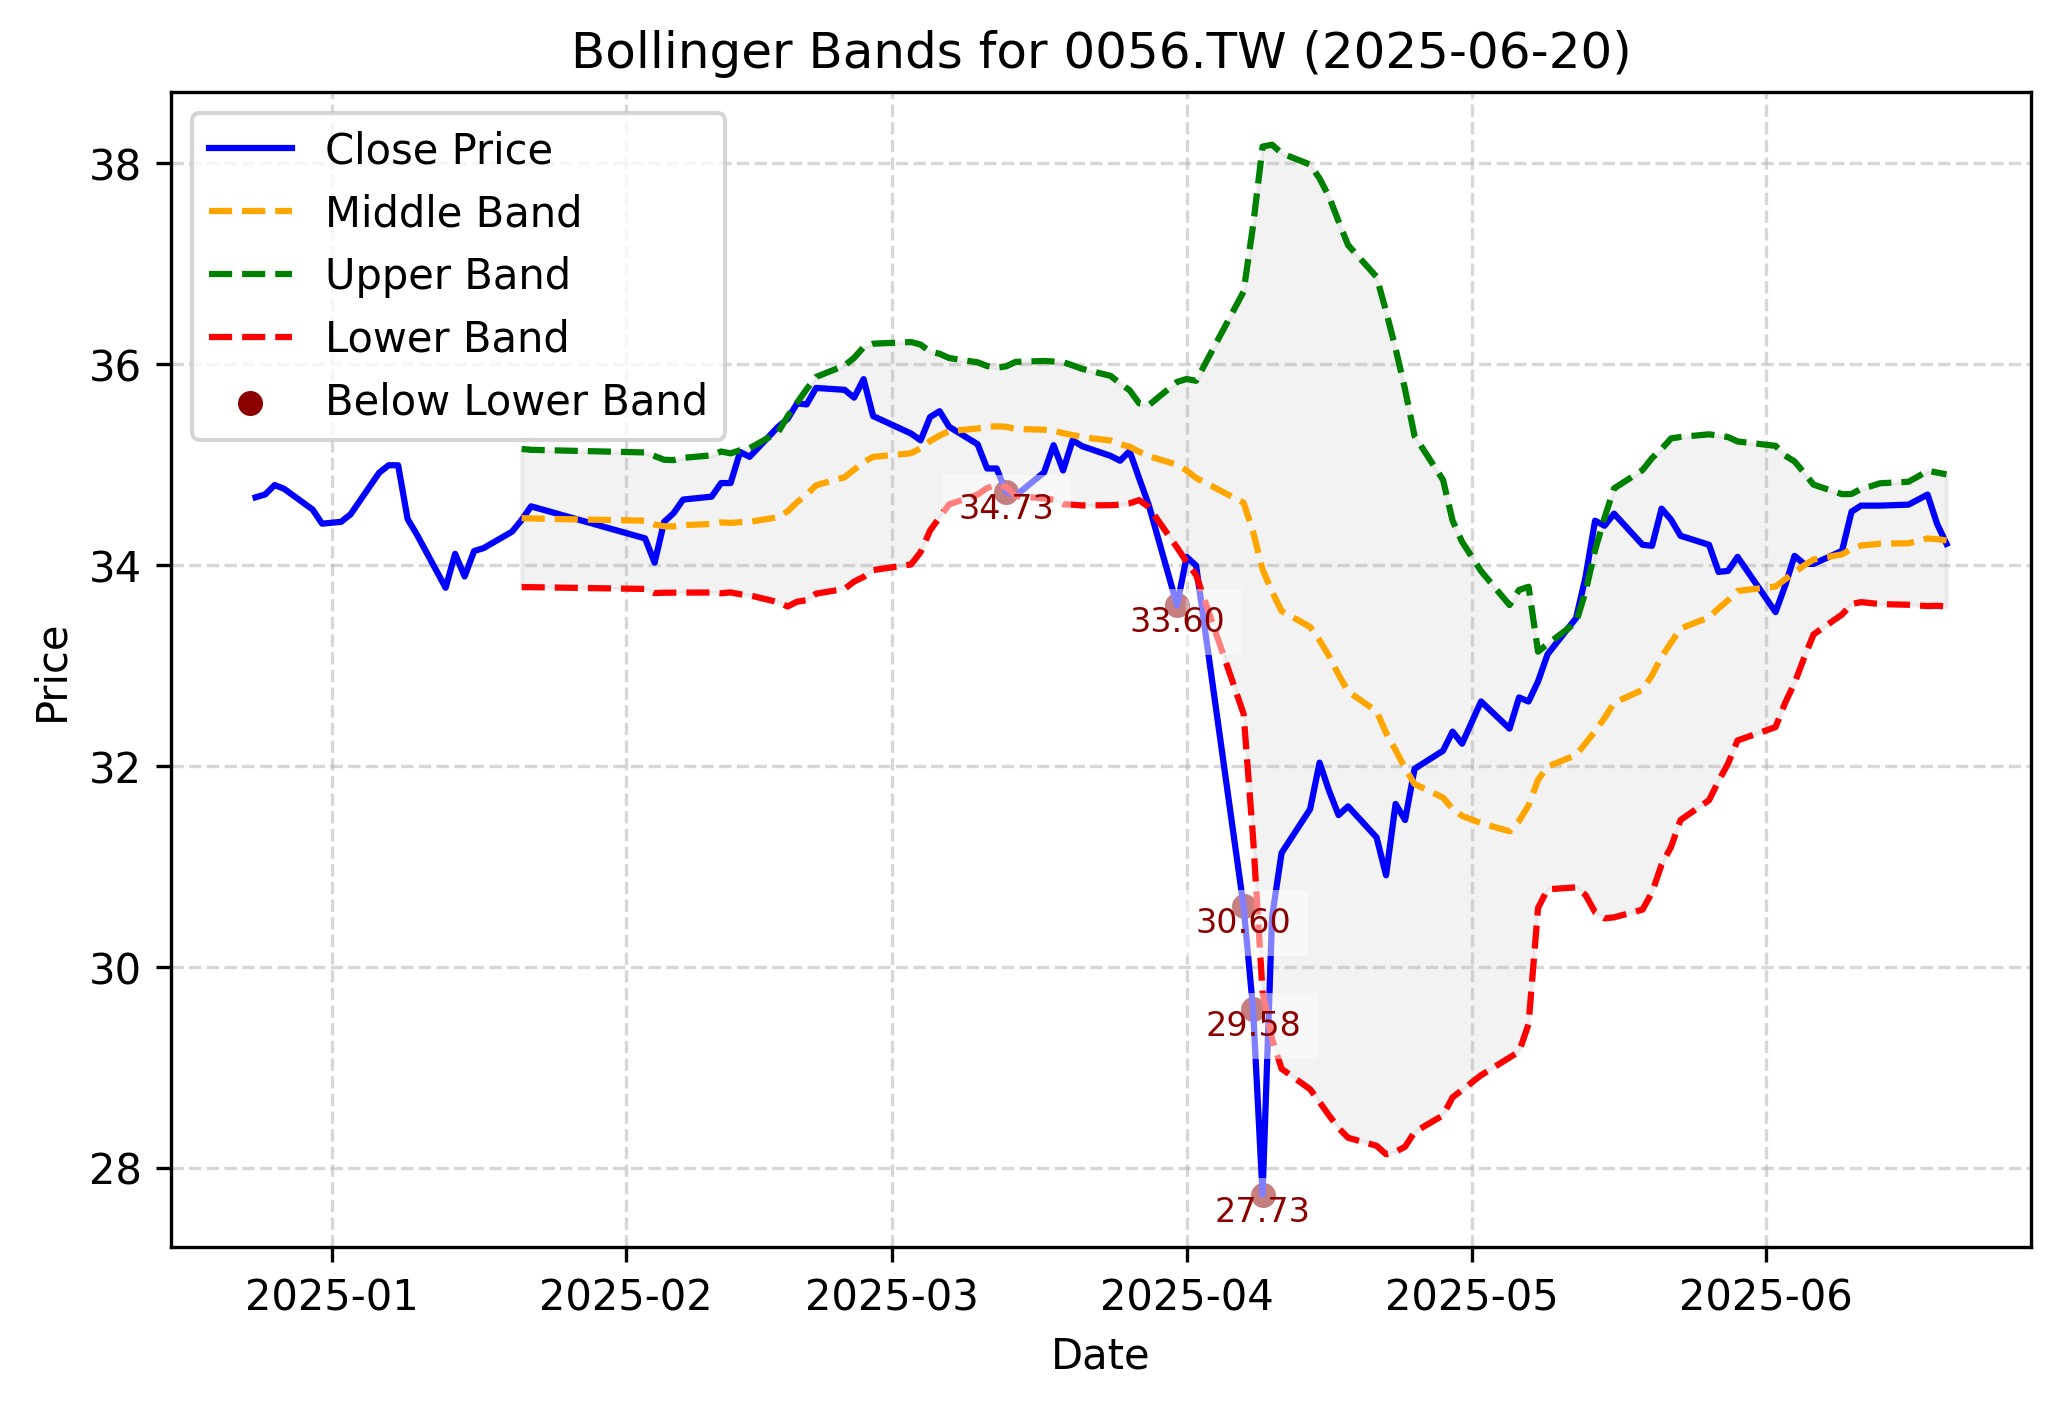 Bollinger Bands for 0056.TW (2025-06-20)
Close Price
Middle Band
Upper Band
Lower Band
Below Lower Band
38
36
34
32
30
28
Price
34.73
33.60
30.60
29.58
27.73
2025-01
2025-02
2025-03
2025-04
2025-05
2025-06
Date